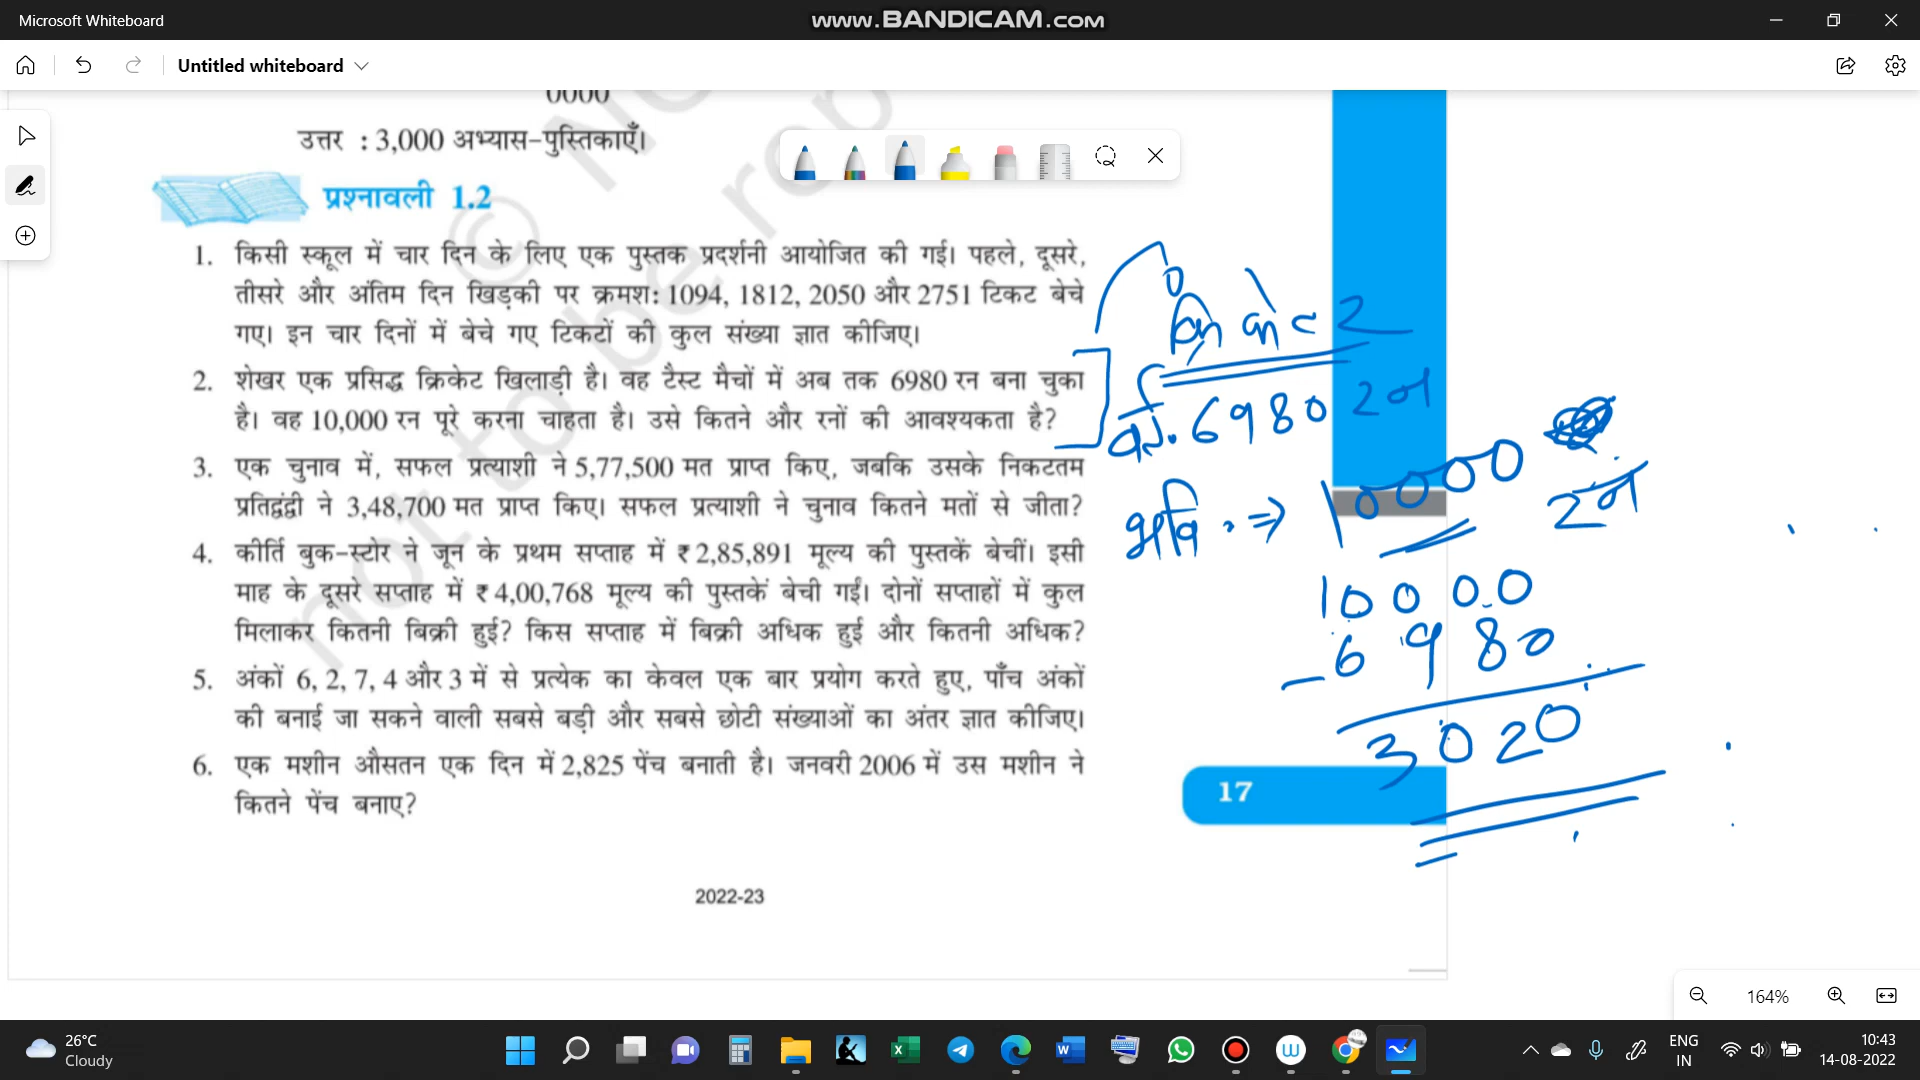 Microsoft Whiteboard
www.BANDICAM.COM
Untitled whiteboard
0000
उत्तर : 3,000 अभ्यास-पुस्तिकाएँ।
प्रश्नावली 1.2
1. किसी स्कूल में चार दिन के लिए एक पुस्तक प्रदर्शनी आयोजित की गई। पहले, दूसरे,
तीसरे और अंतिम दिन खिड़की पर क्रमश: 1094, 1812, 2050 और 2751 टिकट बेचे
गए। इन चार दिनों में बेचे गए टिकटों की कुल संख्या ज्ञात कीजिए।
2. शेखर एक प्रसिद्ध क्रिकेट खिलाड़ी है। वह टैस्ट मैचों में अब तक 6980 रन बना चुका
है। वह 10,000 रन पूरे करना चाहता है। उसे कितने और रनों की आवश्यकता है?
3. एक चुनाव में, सफल प्रत्याशी ने 5,77,500 मत प्राप्त किए, जबकि उसके निकटतम
प्रतिद्वंद्वी ने 3,48,700 मत प्राप्त किए। सफल प्रत्याशी ने चुनाव कितने मतों से जीता?
4. कीर्ति बुक-स्टोर ने जून के प्रथम सप्ताह में ₹ 2,85,891 मूल्य की पुस्तकें बेचीं। इसी
माह के दूसरे सप्ताह में ₹ 4,00,768 मूल्य की पुस्तकें बेची गईं। दोनों सप्ताहों में कुल
मिलाकर कितनी बिक्री हुई? किस सप्ताह में बिक्री अधिक हुई और कितनी अधिक?
5. अंकों 6, 2, 7, 4 और 3 में से प्रत्येक का केवल एक बार प्रयोग करते हुए, पाँच अंकों
की बनाई जा सकने वाली सबसे बड़ी और सबसे छोटी संख्याओं का अंतर ज्ञात कीजिए।
6. एक मशीन औसतन एक दिन में 2,825 पेंच बनाती है। जनवरी 2006 में उस मशीन ने
कितने पेंच बनाए?
17
2022-23
6980 रन
⇒ 10000
रन
10000
- 6980
3020
164%
26°C
Cloudy
ENG
IN
10:43
14-08-2022